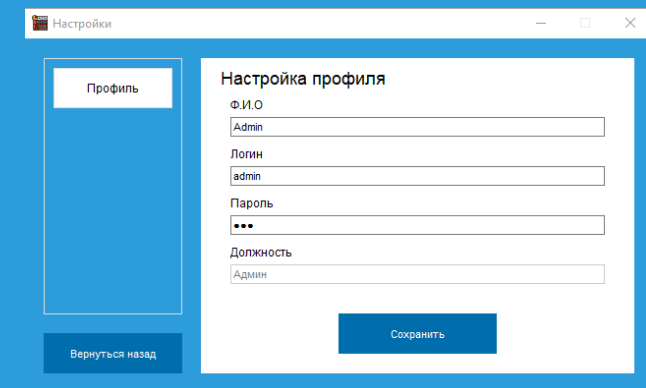 Настройки
Профиль
Настройка профиля
Ф.И.О
Admin
Логин
admin
Пароль
●●●
Должность
Админ
Сохранить
Вернуться назад